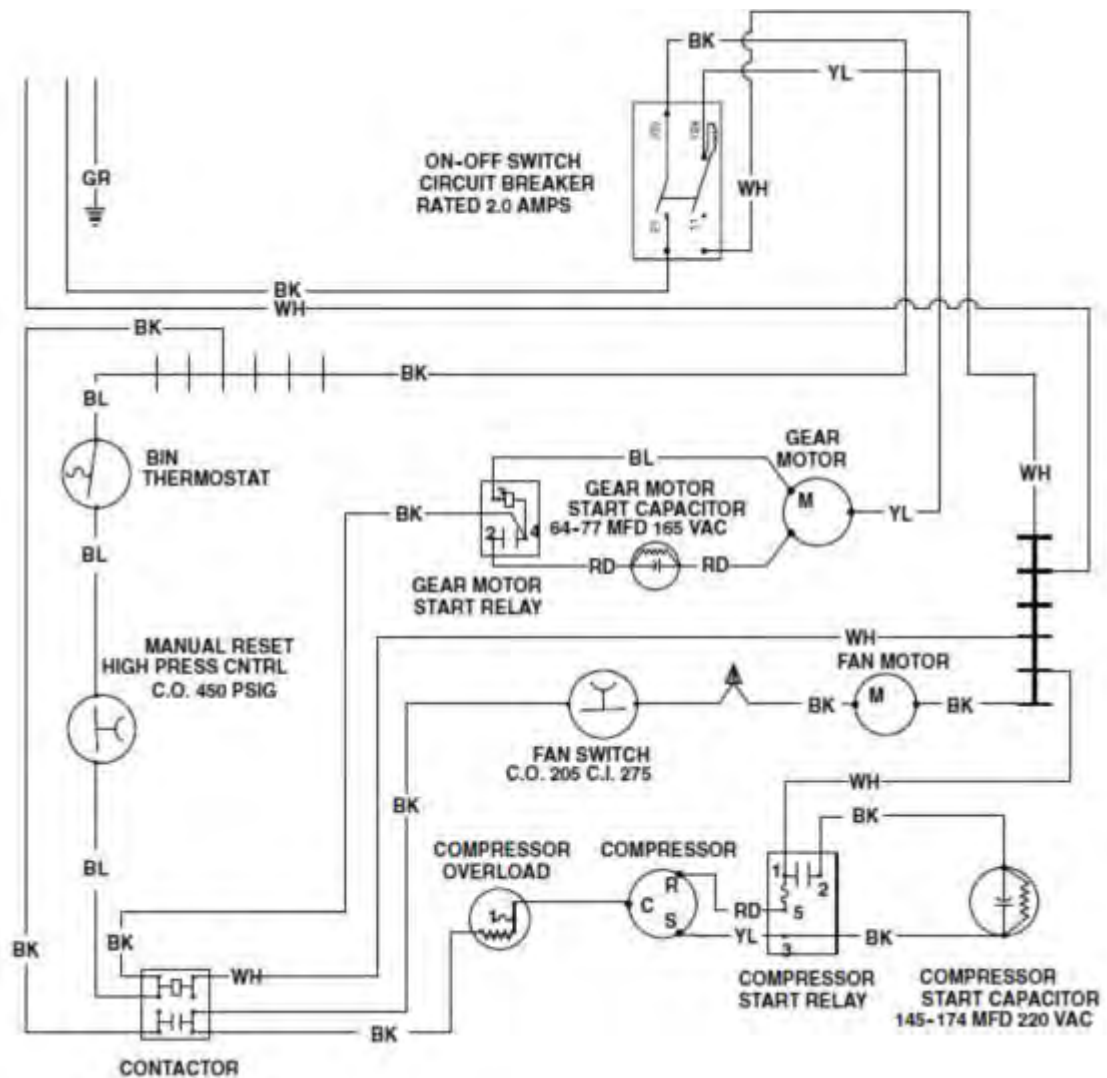 BK
YL
GR
ON-OFF SWITCH
CIRCUIT BREAKER
RATED 2.0 AMPS
WH
21
11
BK
WH
BK
BK
BL
BIN
THERMOSTAT
GEAR
MOTOR
BL
GEAR MOTOR
START CAPACITOR
64-77 MFD 165 VAC
M
WH
3
BK
2
4
YL
BL
RD
RD
GEAR MOTOR
START RELAY
MANUAL RESET
HIGH PRESS CNTRL
C.O. 450 PSIG
WH
FAN MOTOR
M
BK
BK
FAN SWITCH
C.O. 205 C.I. 275
WH
BK
BK
COMPRESSOR
OVERLOAD
COMPRESSOR
BL
R
C
S
1
2
RD
5
YL
3
BK
BK
BK
WH
COMPRESSOR
START RELAY
COMPRESSOR
START CAPACITOR
145-174 MFD 220 VAC
BK
CONTACTOR